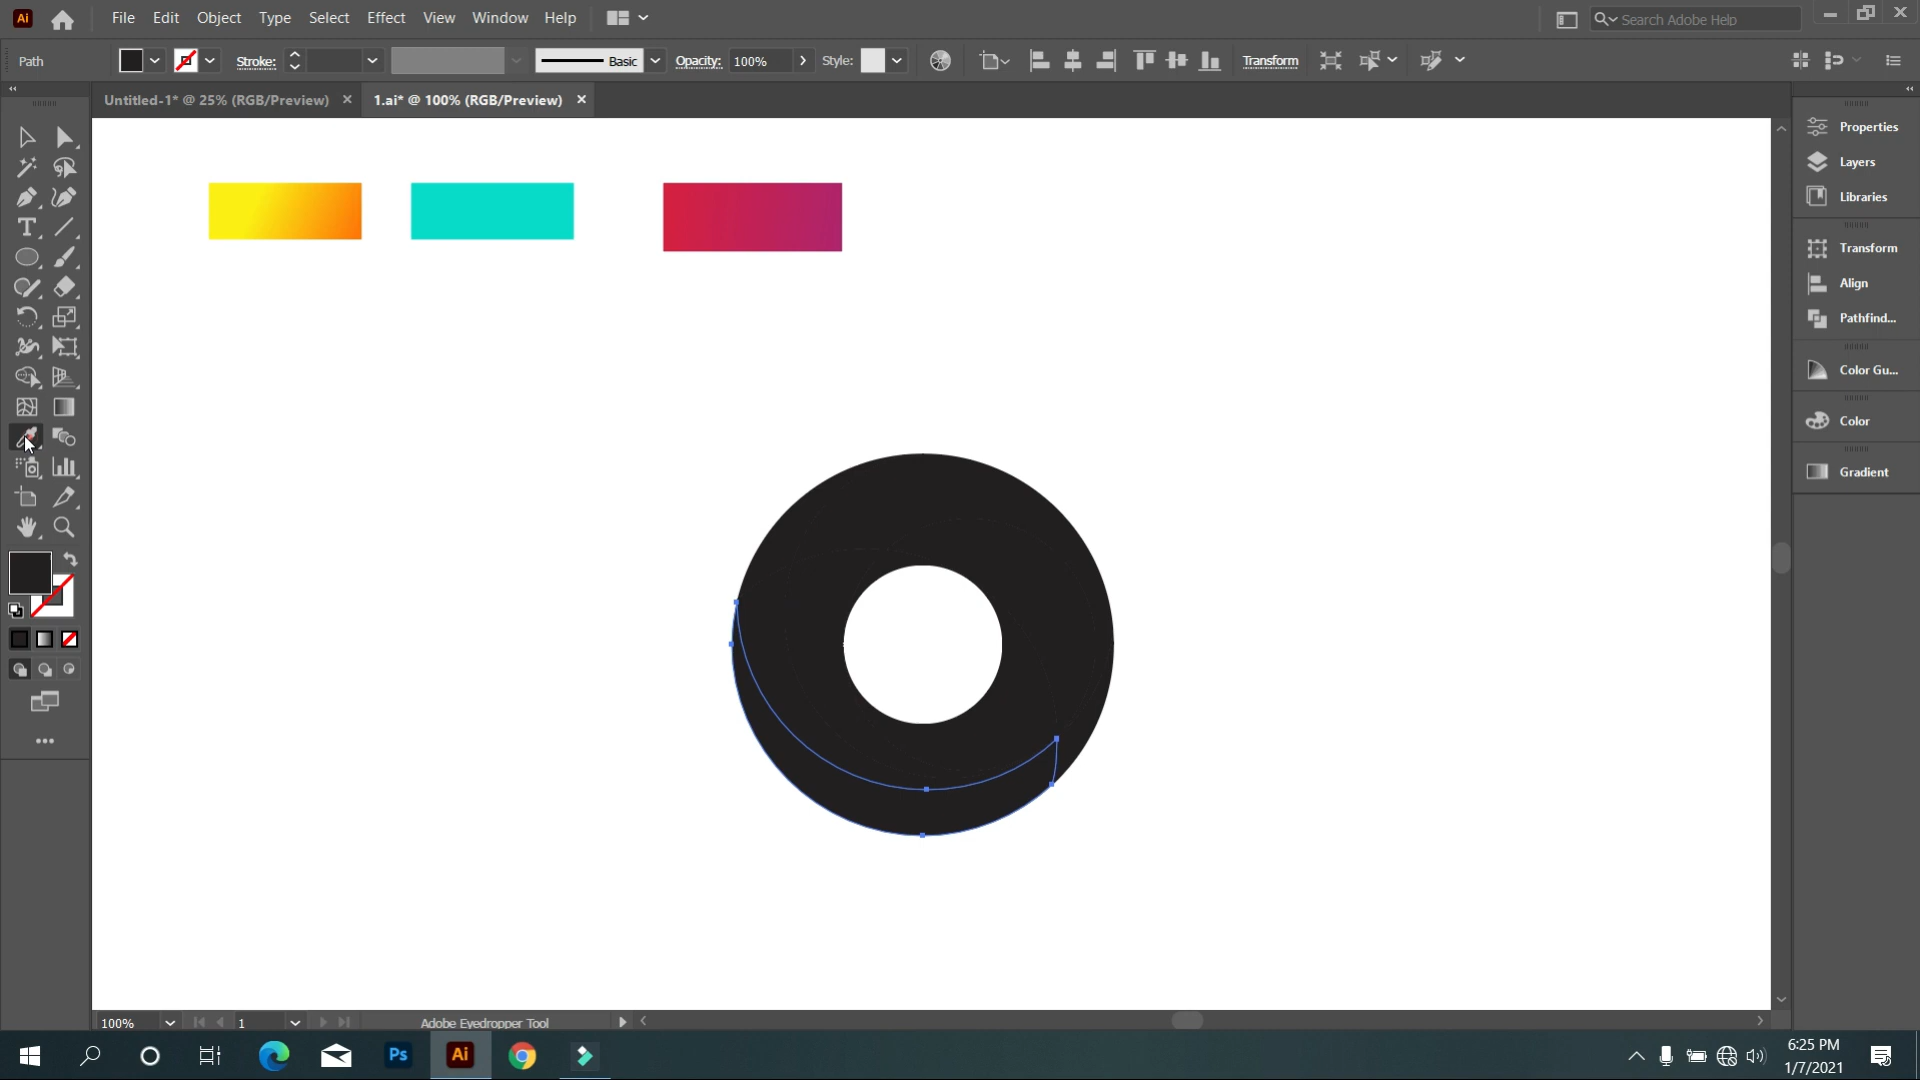 Ai File Edit Object Type Select Effect View Window Help Search Adobe Help
Path Stroke: Basic Opacity: 100% Style: Transform
Untitled-1* @ 25% (RGB/Preview) 1.ai* @ 100% (RGB/Preview)
Properties
Layers
Libraries
Transform
Align
Pathfind...
Color Gu...
Color
Gradient
100% 1 Adobe Eyedropper Tool
Ps Ai
6:25 PM
1/7/2021